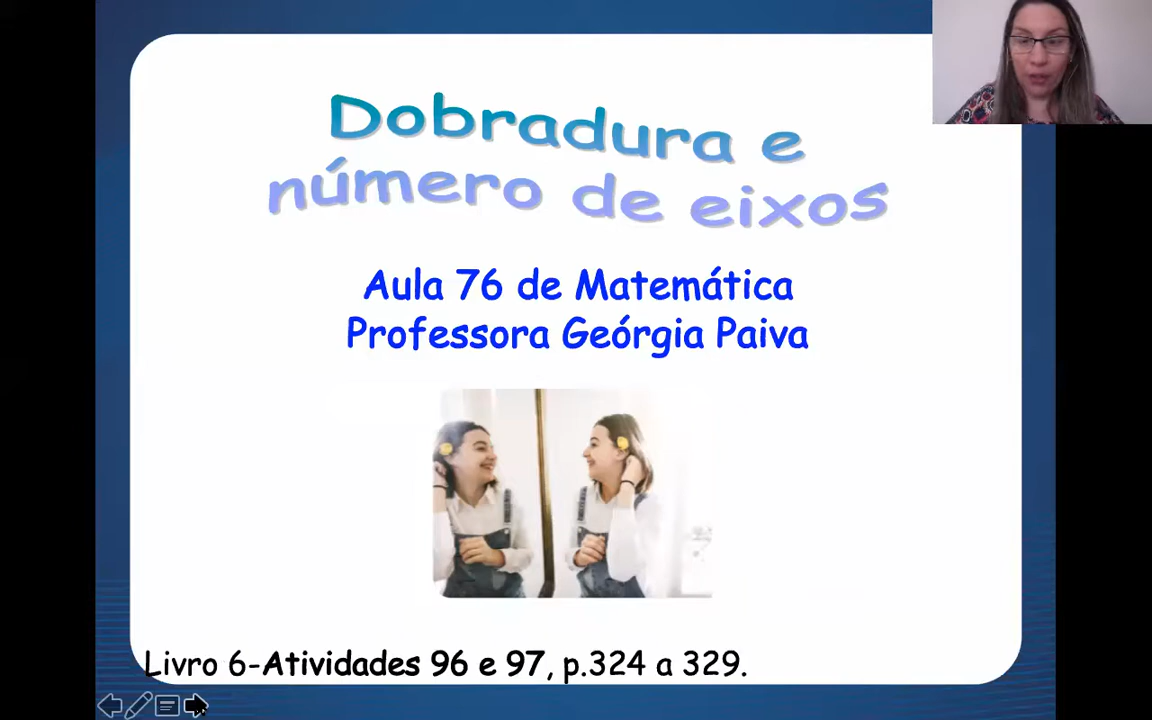 Dobradura e
número de eixos
Aula 76 de Matemática
Professora Geórgia Paiva
Livro 6-Atividades 96 e 97, p.324 a 329.